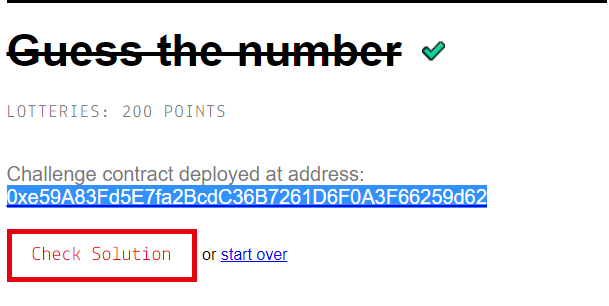 Guess the number
LOTTERIES: 200 POINTS
Challenge contract deployed at address:
0xe59A83Fd5E7fa2BcdC36B7261D6F0A3F66259d62
Check Solution or start over